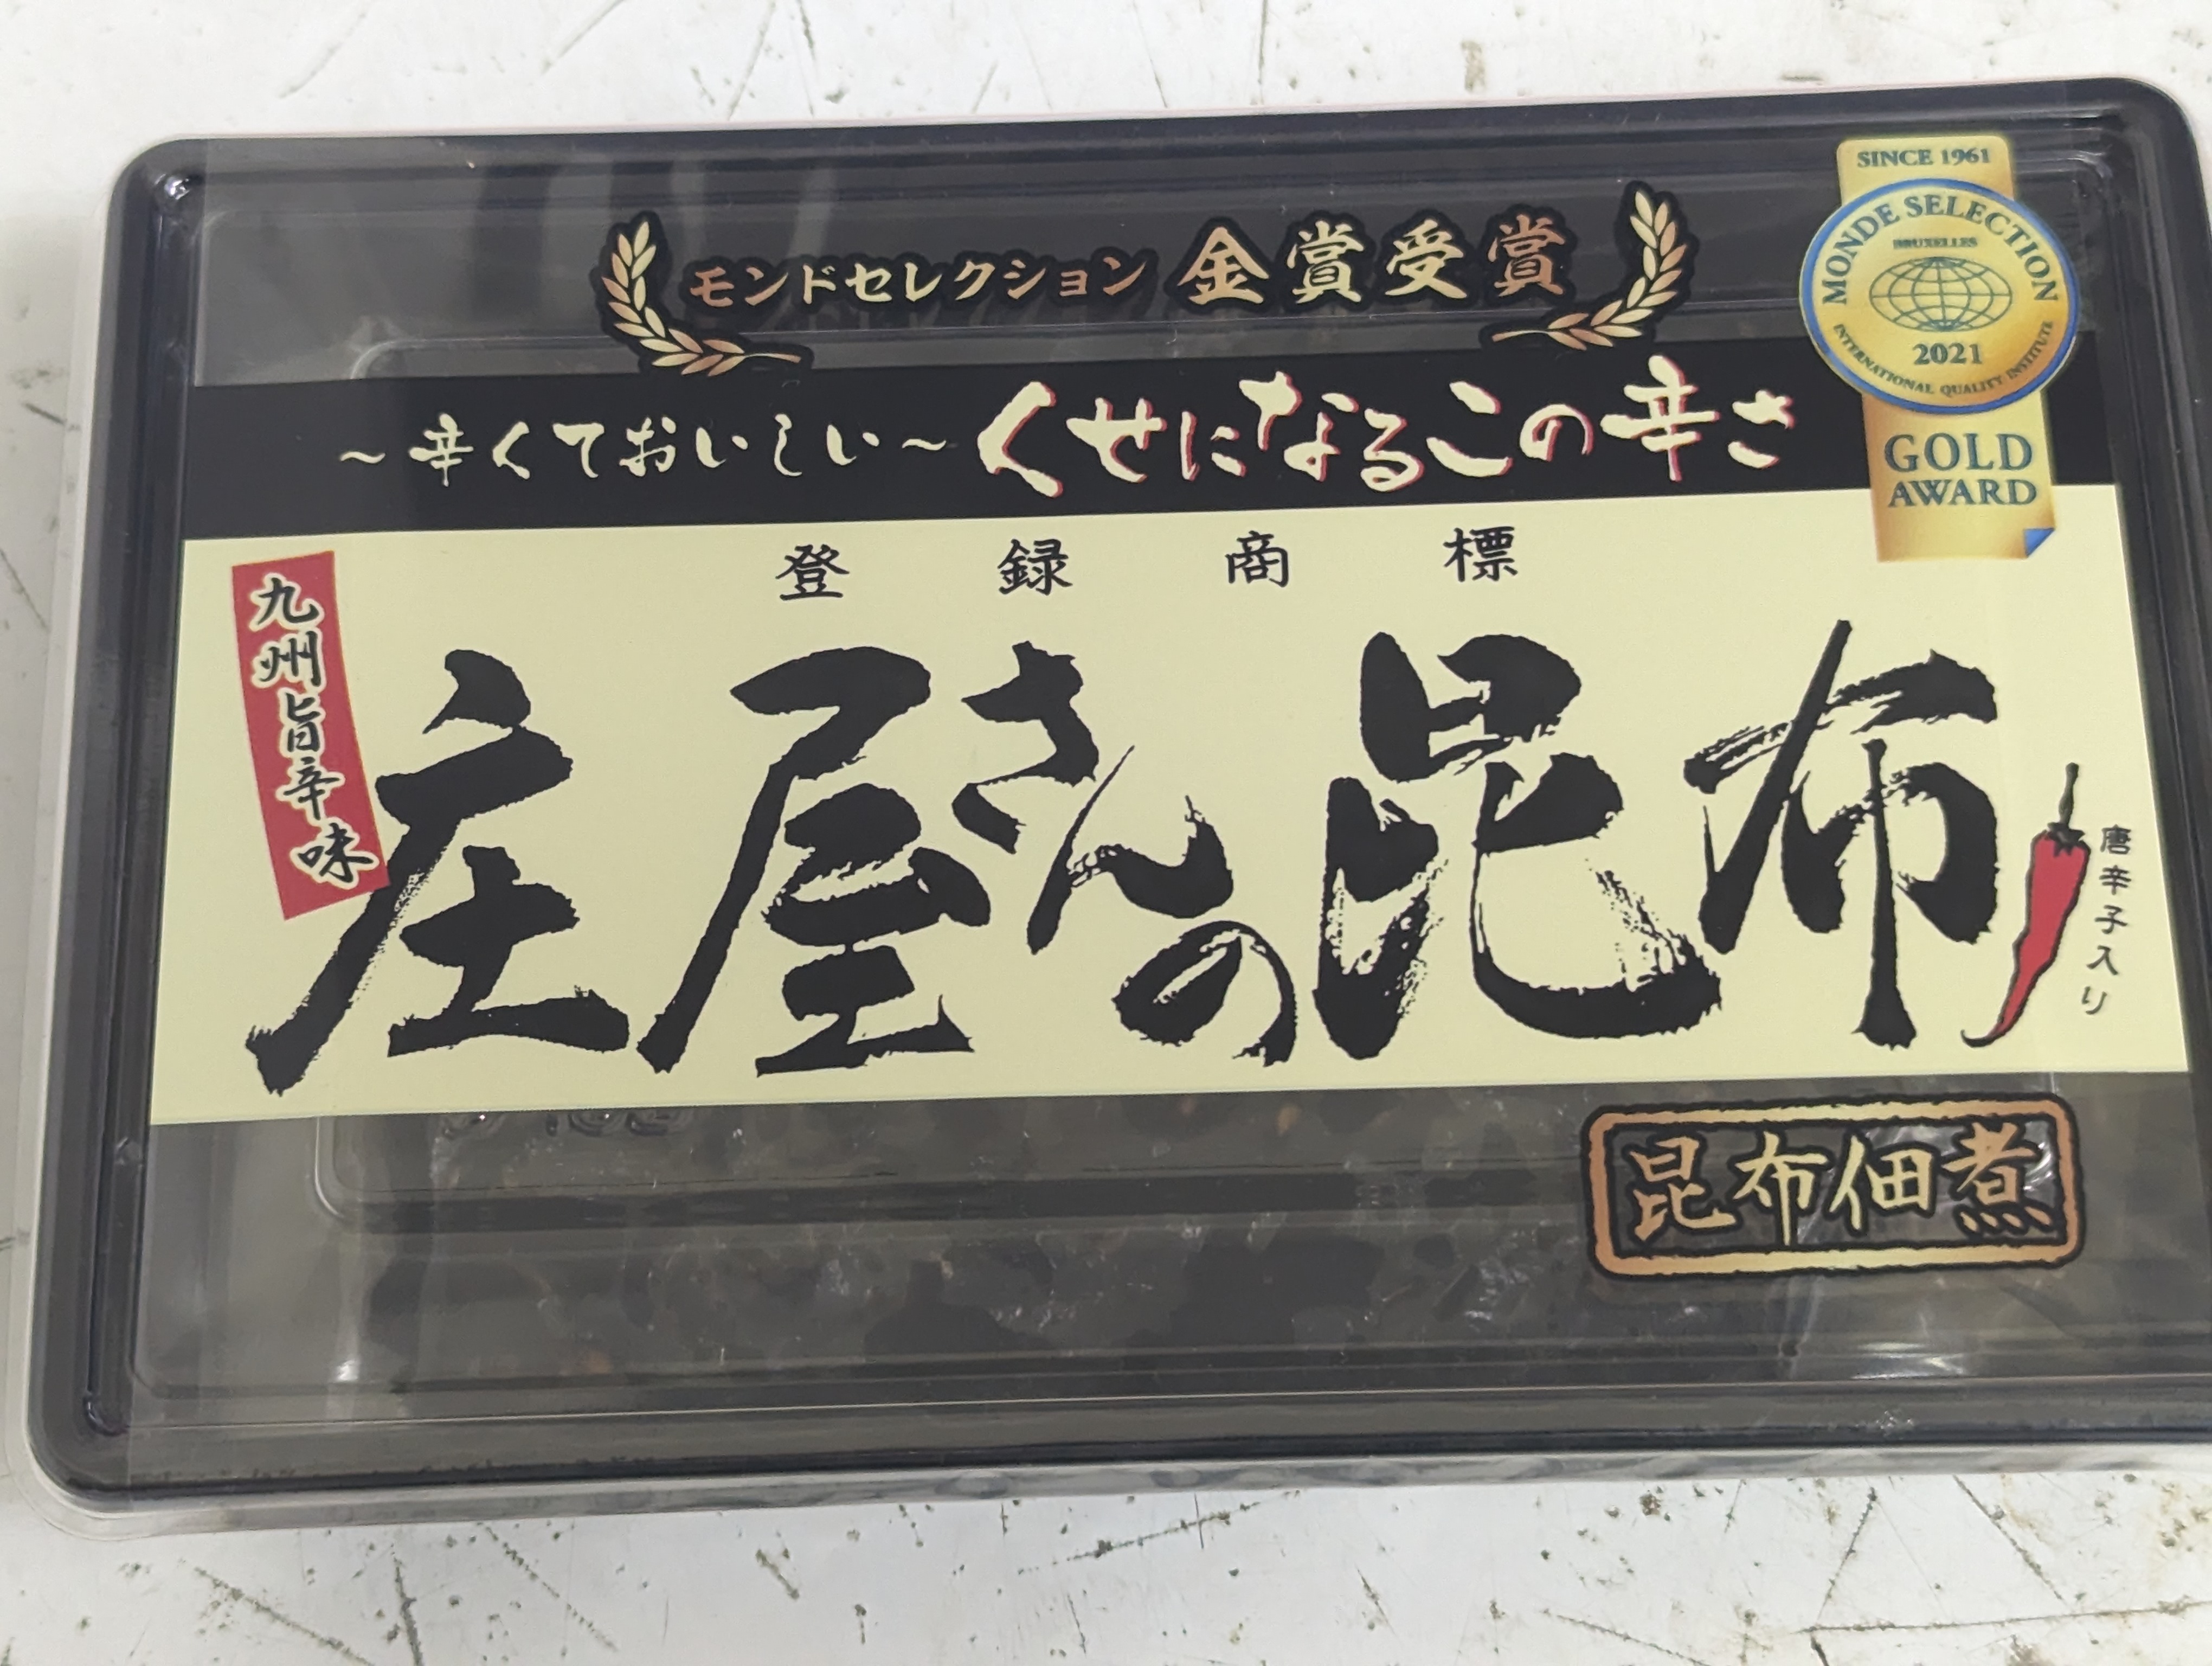 モンドセレクション 金賞受賞
SINCE 1961
MONDE SELECTION
BRUXELLES
2021
INTERNATIONAL QUALITY INSTITUTE
GOLD
AWARD
～辛くておいしい～くせになるこの辛さ
登録商標
九州旨辛味
庄屋さんの昆布
唐辛子入り
昆布佃煮